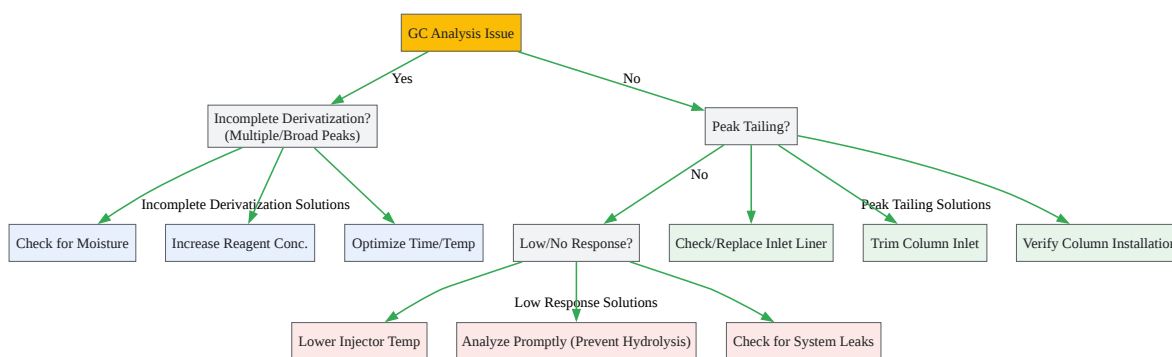 GC Analysis Issue
Yes
No
Incomplete Derivatization?
(Multiple/Broad Peaks)
Peak Tailing?
No
Incomplete Derivatization Solutions
Peak Tailing Solutions
Check for Moisture
Increase Reagent Conc.
Optimize Time/Temp
Low/No Response?
Check/Replace Inlet Liner
Trim Column Inlet
Verify Column Installation
Low Response Solutions
Lower Injector Temp
Analyze Promptly (Prevent Hydrolysis)
Check for System Leaks